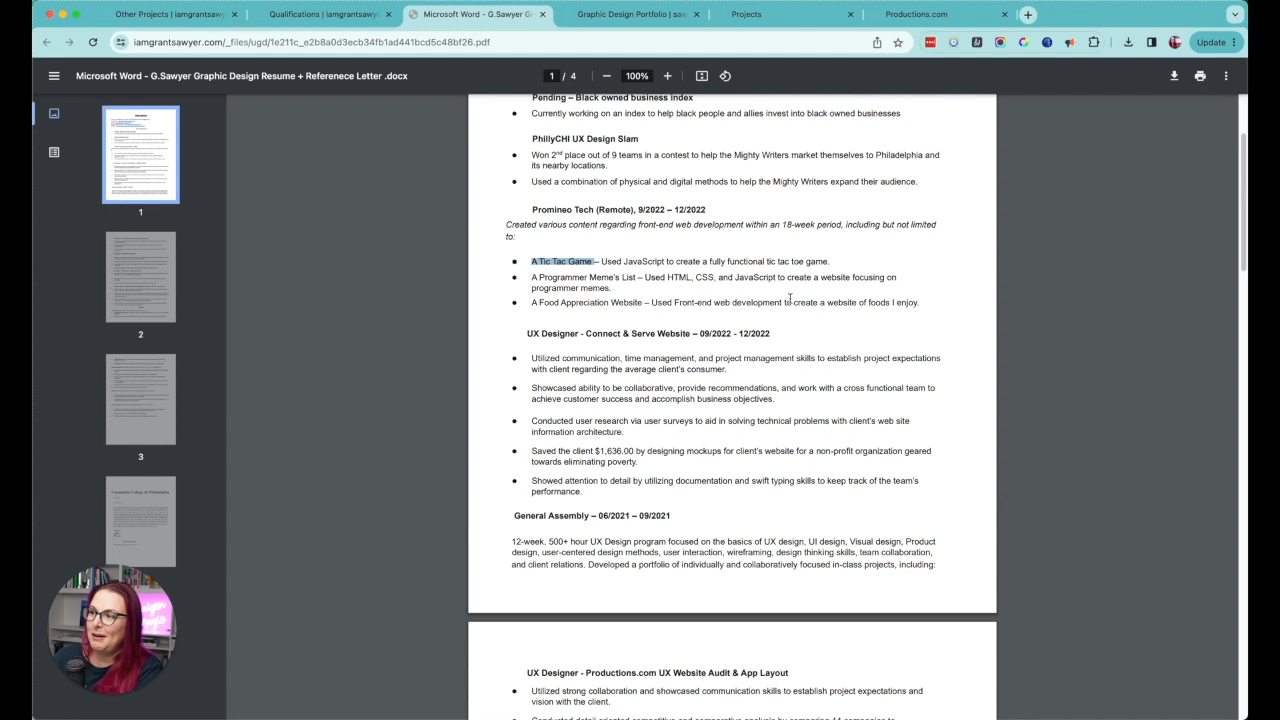 Other Projects | iamgrantsaw
Qualifications | iamgrantsawye
Microsoft Word - G.Sawyer Gr
Graphic Design Portfolio | saw
Projects
Productions.com
iamgrantsawyer.com/_files/ugd/1e211c_e2b8a0d3ecb34fb1ad441bcd5c48bf26.pdf
Update
Microsoft Word - G.Sawyer Graphic Design Resume + Referenece Letter .docx
1 / 4
100%
Pending – Black owned business index
● Currently working on an index to help black people and allies invest into black owned businesses
PhillyCHI UX Design Slam
● Won 2nd place out of 9 teams in a contest to help the Mighty Writers market themselves to Philadelphia and
its nearby locations.
● Used a combination of physical and digital methods to help the Mighty Writers expand their audience.
Promineo Tech (Remote), 9/2022 – 12/2022
Created various content regarding front-end web development within an 18-week period, including but not limited
to:
● A Tic Tac Game – Used JavaScript to create a fully functional tic tac toe game.
● A Programmer Meme's List – Used HTML, CSS, and JavaScript to create a website focusing on
programmer memes.
● A Food Appreciation Website – Used Front-end web development to create a website of foods I enjoy.
UX Designer - Connect & Serve Website – 09/2022 - 12/2022
● Utilized communication, time management, and project management skills to establish project expectations
with client regarding the average client's consumer.
● Showcased ability to be collaborative, provide recommendations, and work with a cross functional team to
achieve customer success and accomplish business objectives.
● Conducted user research via user surveys to aid in solving technical problems with client's web site
information architecture.
● Saved the client $1,636.00 by designing mockups for client's website for a non-profit organization geared
towards eliminating poverty.
● Showed attention to detail by utilizing documentation and swift typing skills to keep track of the team's
performance.
General Assembly – 06/2021 – 09/2021
12-week, 500+ hour UX Design program focused on the basics of UX design, UI design, Visual design, Product
design, user-centered design methods, user interaction, wireframing, design thinking skills, team collaboration,
and client relations. Developed a portfolio of individually and collaboratively focused in-class projects, including:
UX Designer - Productions.com UX Website Audit & App Layout
● Utilized strong collaboration and showcased communication skills to establish project expectations and
vision with the client.
1
2
3
Community College of Philadelphia